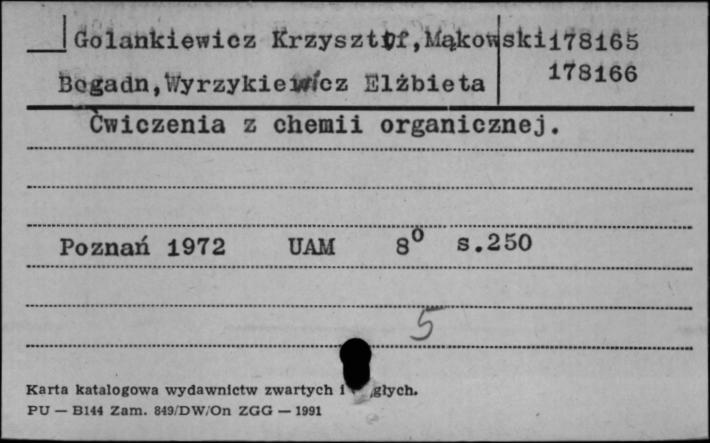 Golankiewicz Krzysztof, Mąkowski 178165
178166
Bogadn, Wyrzykiewicz Elżbieta
Ćwiczenia z chemii organicznej.
Poznań 1972 UAM 8⁰ s.250
5
Karta katalogowa wydawnictw zwartych i głych.
PU — B144 Zam. 849/DW/On ZGG — 1991